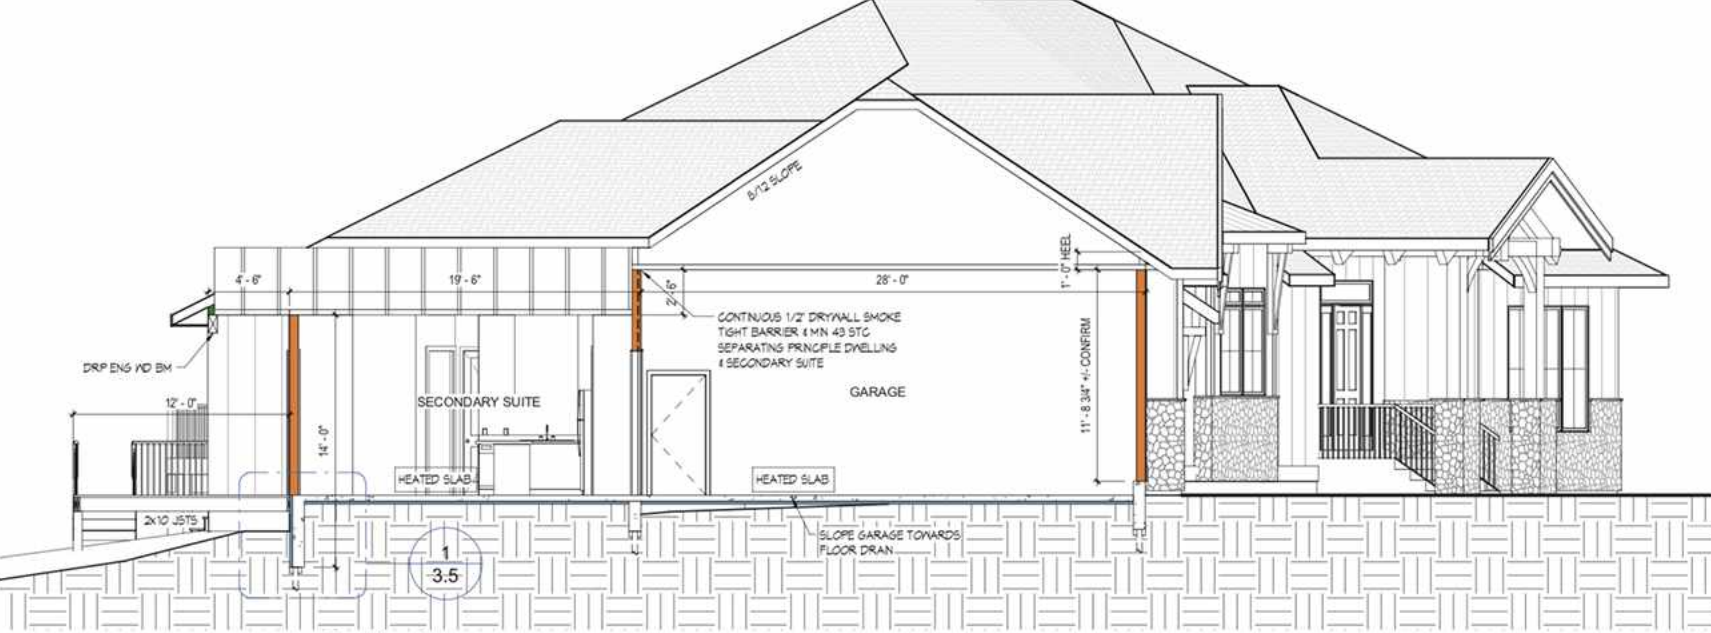 8/12 SLOPE
1'- 0" HEEL
4'- 6"
19'- 6"
2'- 6"
28'- 0"
CONTINUOUS 1/2" DRYWALL SMOKE
TIGHT BARRIER & MIN 43 STC
SEPARATING PRINCIPLE DWELLING
& SECONDARY SUITE
DRP ENG WD BM
11'- 8 3/4" +/- CONFIRM
GARAGE
SECONDARY SUITE
12'- 0"
14'- 0"
HEATED SLAB
HEATED SLAB
2x10 JSTS
SLOPE GARAGE TOWARDS
FLOOR DRAIN
1
3.5